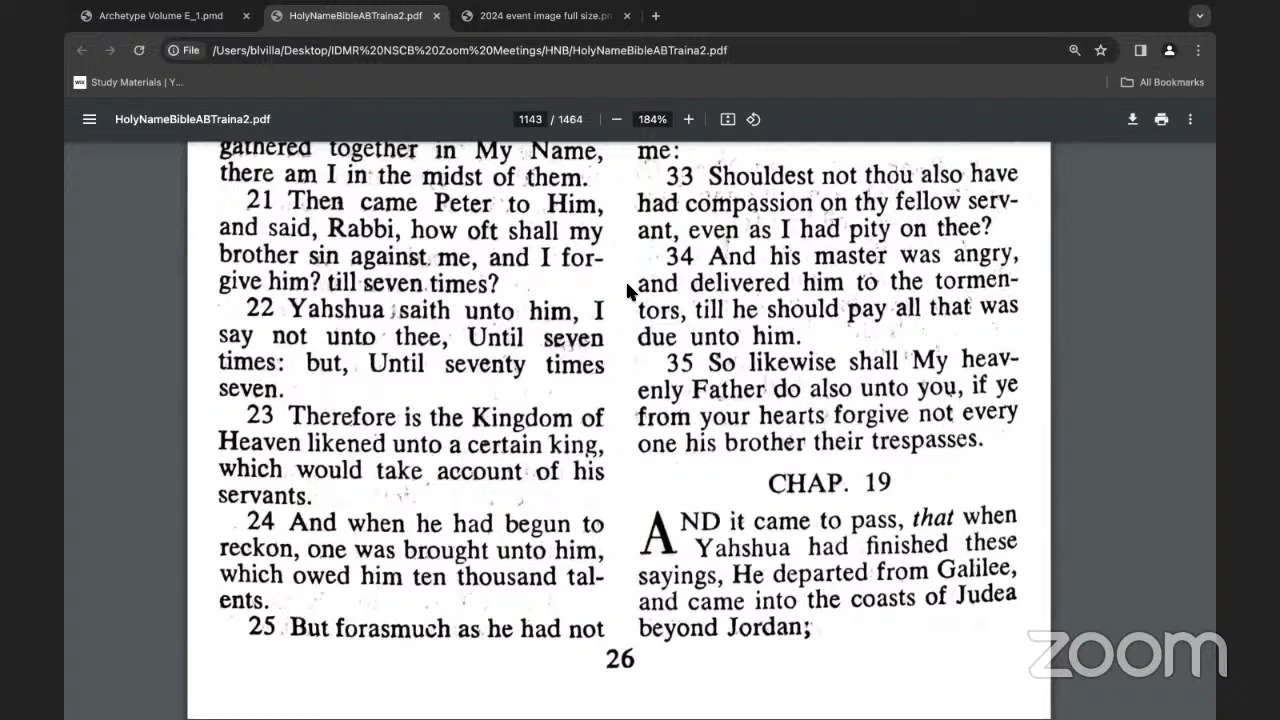 Archetype Volume E_1.pmd
HolyNameBibleABTraina2.pdf
2024 event image full size.pn
File
/Users/blvilla/Desktop/IDMR%20NSCB%20Zoom%20Meetings/HNB/HolyNameBibleABTraina2.pdf
WIX
Study Materials | Y...
All Bookmarks
HolyNameBibleABTraina2.pdf
1143 / 1464
184%
gathered together in My Name,
there am I in the midst of them.
21 Then came Peter to Him,
and said, Rabbi, how oft shall my
brother sin against me, and I for-
give him? till seven times?
22 Yahshua saith unto him, I
say not unto thee, Until seven
times: but, Until seventy times
seven.
23 Therefore is the Kingdom of
Heaven likened unto a certain king,
which would take account of his
servants.
24 And when he had begun to
reckon, one was brought unto him,
which owed him ten thousand tal-
ents.
25 But forasmuch as he had not
me:
33 Shouldest not thou also have
had compassion on thy fellow serv-
ant, even as I had pity on thee?
34 And his master was angry,
and delivered him to the tormen-
tors, till he should pay all that was
due unto him.
35 So likewise shall My heav-
enly Father do also unto you, if ye
from your hearts forgive not every
one his brother their trespasses.
CHAP. 19
AND it came to pass, that when
Yahshua had finished these
sayings, He departed from Galilee,
and came into the coasts of Judea
beyond Jordan;
26
zoom